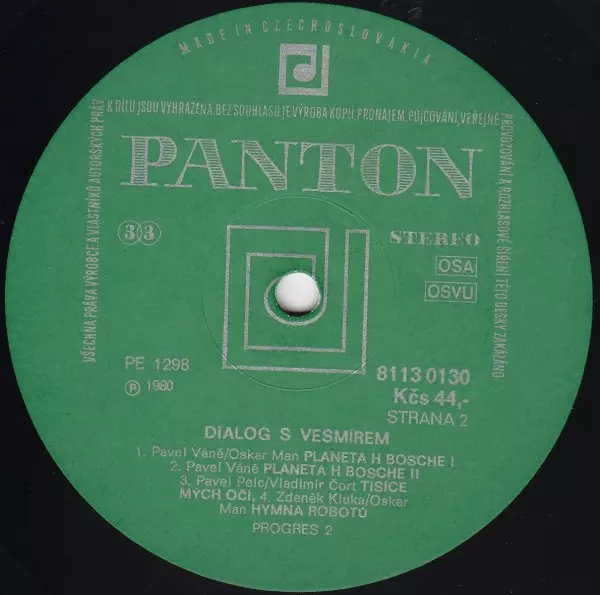 MADE IN CZECHOSLOVÁKIA
VŠECHNA PRÁVA VÝROBCE A VLASTNÍKŮ AUTORSKÝCH PRÁV
K DÍLU JSOU VYHRAŽENA. BEZ SOUHLASU JE VÝROBA KOPIÍ, PRONÁJEM, PŮJČOVÁNÍ, VEŘEJNÉ
PROVOZOVÁNÍ A ROZHLASOVÉ ŠÍŘENÍ TÉTO DESKY ZAKÁZÁNO
PANTON
33
STEREO
OSA
OSVU
PE 1298
℗ 1980
8113 0130
Kčs 44,-
STRANA 2
DIALOG S VESMÍREM
1. Pavel Váně/Oskar Man PLANETA H BOSCHE I
2. Pavel Váně PLANETA H BOSCHE II
3. Pavel Pelc/Vladimír Čort TISÍCE
MÝCH OČÍ, 4. Zdeněk Kluka/Oskar
Man HYMNA ROBOTŮ
PROGRES 2